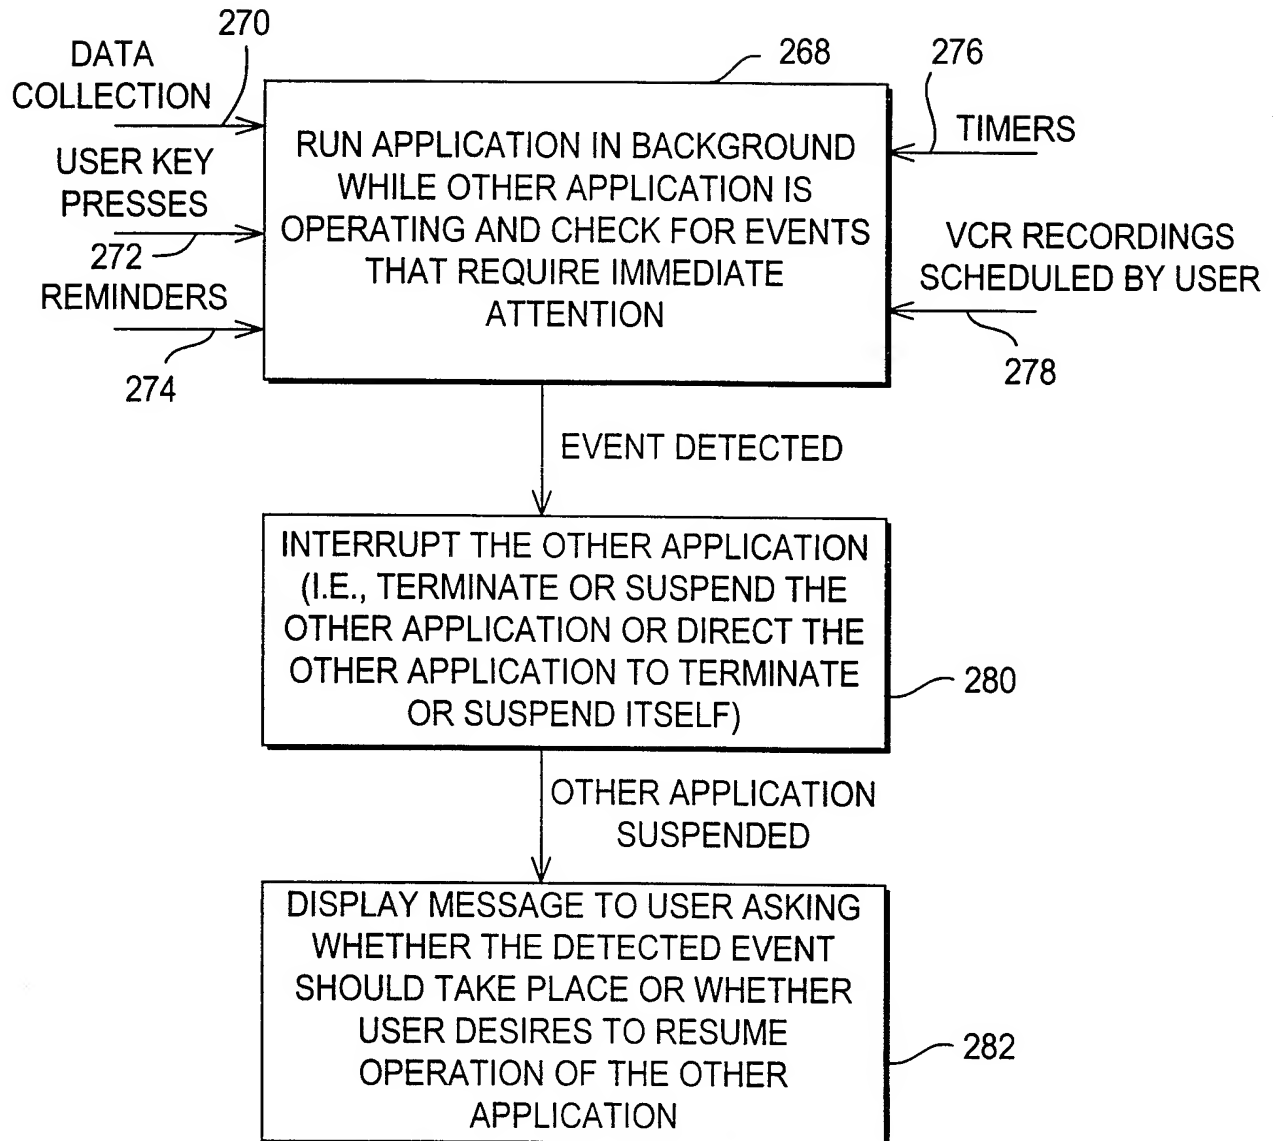 270
DATA
COLLECTION
268
276
TIMERS
USER KEY
PRESSES
272
REMINDERS
274
RUN APPLICATION IN BACKGROUND
WHILE OTHER APPLICATION IS
OPERATING AND CHECK FOR EVENTS
THAT REQUIRE IMMEDIATE
ATTENTION
VCR RECORDINGS
SCHEDULED BY USER
278
EVENT DETECTED
INTERRUPT THE OTHER APPLICATION
(I.E., TERMINATE OR SUSPEND THE
OTHER APPLICATION OR DIRECT THE
OTHER APPLICATION TO TERMINATE
OR SUSPEND ITSELF)
280
OTHER APPLICATION
SUSPENDED
DISPLAY MESSAGE TO USER ASKING
WHETHER THE DETECTED EVENT
SHOULD TAKE PLACE OR WHETHER
USER DESIRES TO RESUME
OPERATION OF THE OTHER
APPLICATION
282